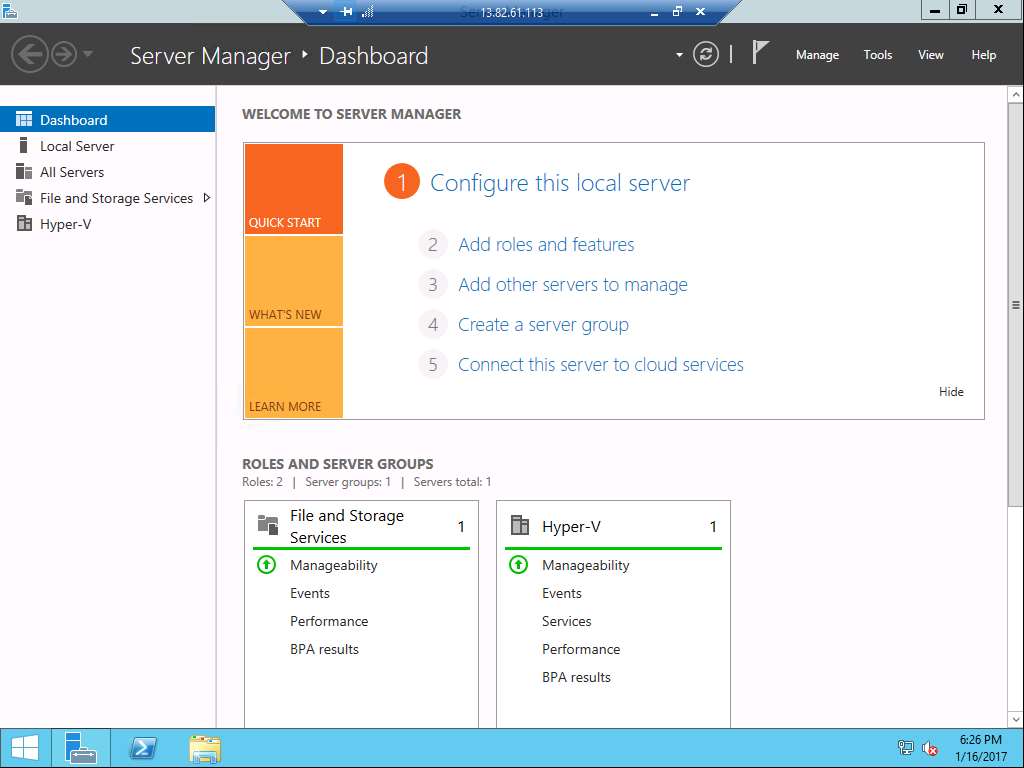 13.82.61.113
Server Manager • Dashboard
Manage Tools View Help
Dashboard
Local Server
All Servers
File and Storage Services
Hyper-V
WELCOME TO SERVER MANAGER
QUICK START
WHAT'S NEW
LEARN MORE
1 Configure this local server
2 Add roles and features
3 Add other servers to manage
4 Create a server group
5 Connect this server to cloud services
Hide
ROLES AND SERVER GROUPS
Roles: 2 | Server groups: 1 | Servers total: 1
File and Storage
Services 1
Manageability
Events
Performance
BPA results
Hyper-V 1
Manageability
Events
Services
Performance
BPA results
6:26 PM
1/16/2017